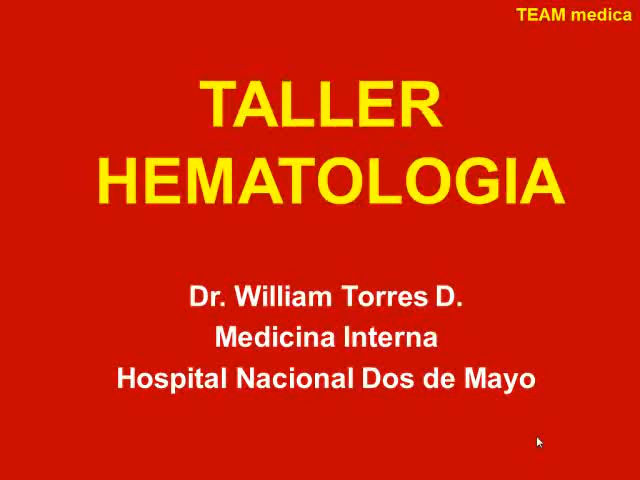 TEAM medica
TALLER
HEMATOLOGIA
Dr. William Torres D.
Medicina Interna
Hospital Nacional Dos de Mayo